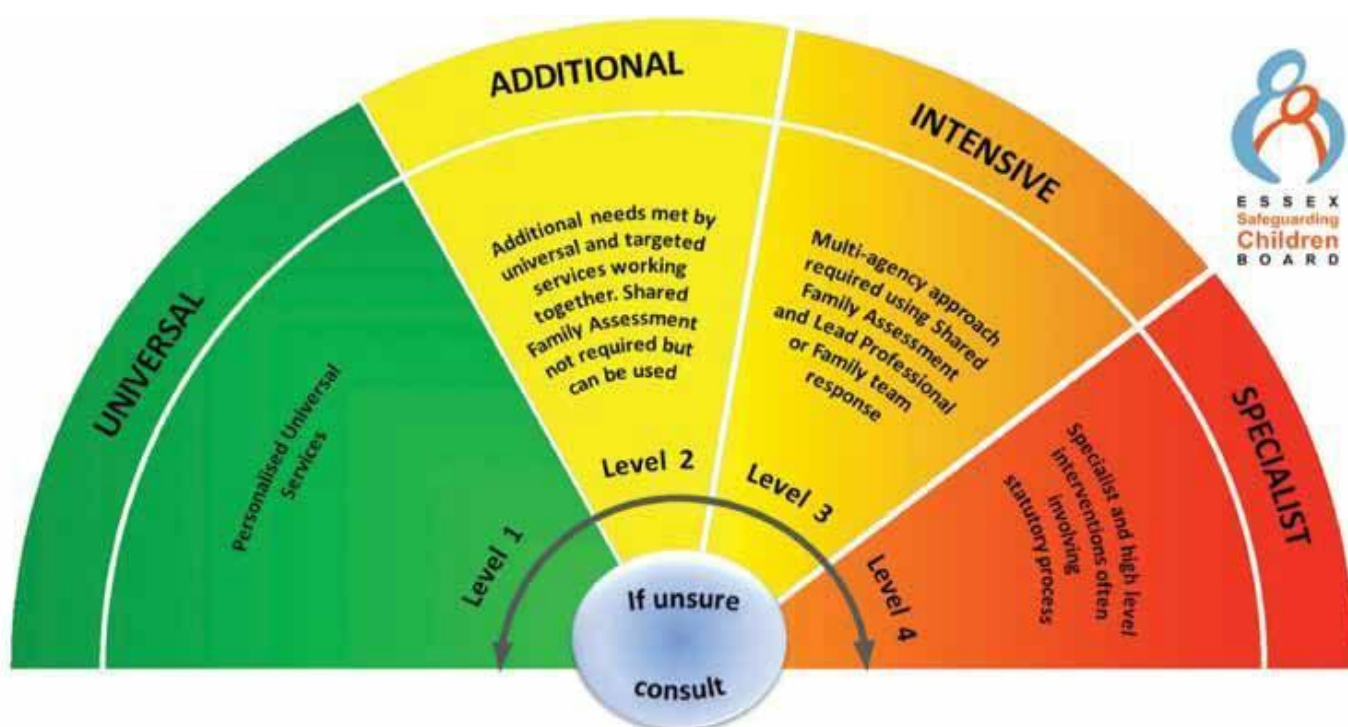 UNIVERSAL
Personalised Universal
Services
Level 1
ADDITIONAL
Additional needs met by
universal and targeted
services working
together. Shared
Family Assessment
not required but
can be used
Level 2
INTENSIVE
Multi-agency approach
required using Shared
Family Assessment
and Lead Professional
or Family team
response
Level 3
SPECIALIST
Specialist and high level
interventions often
involving
statutory process
Level 4
If unsure
consult
ESSEX
Safeguarding
Children
BOARD